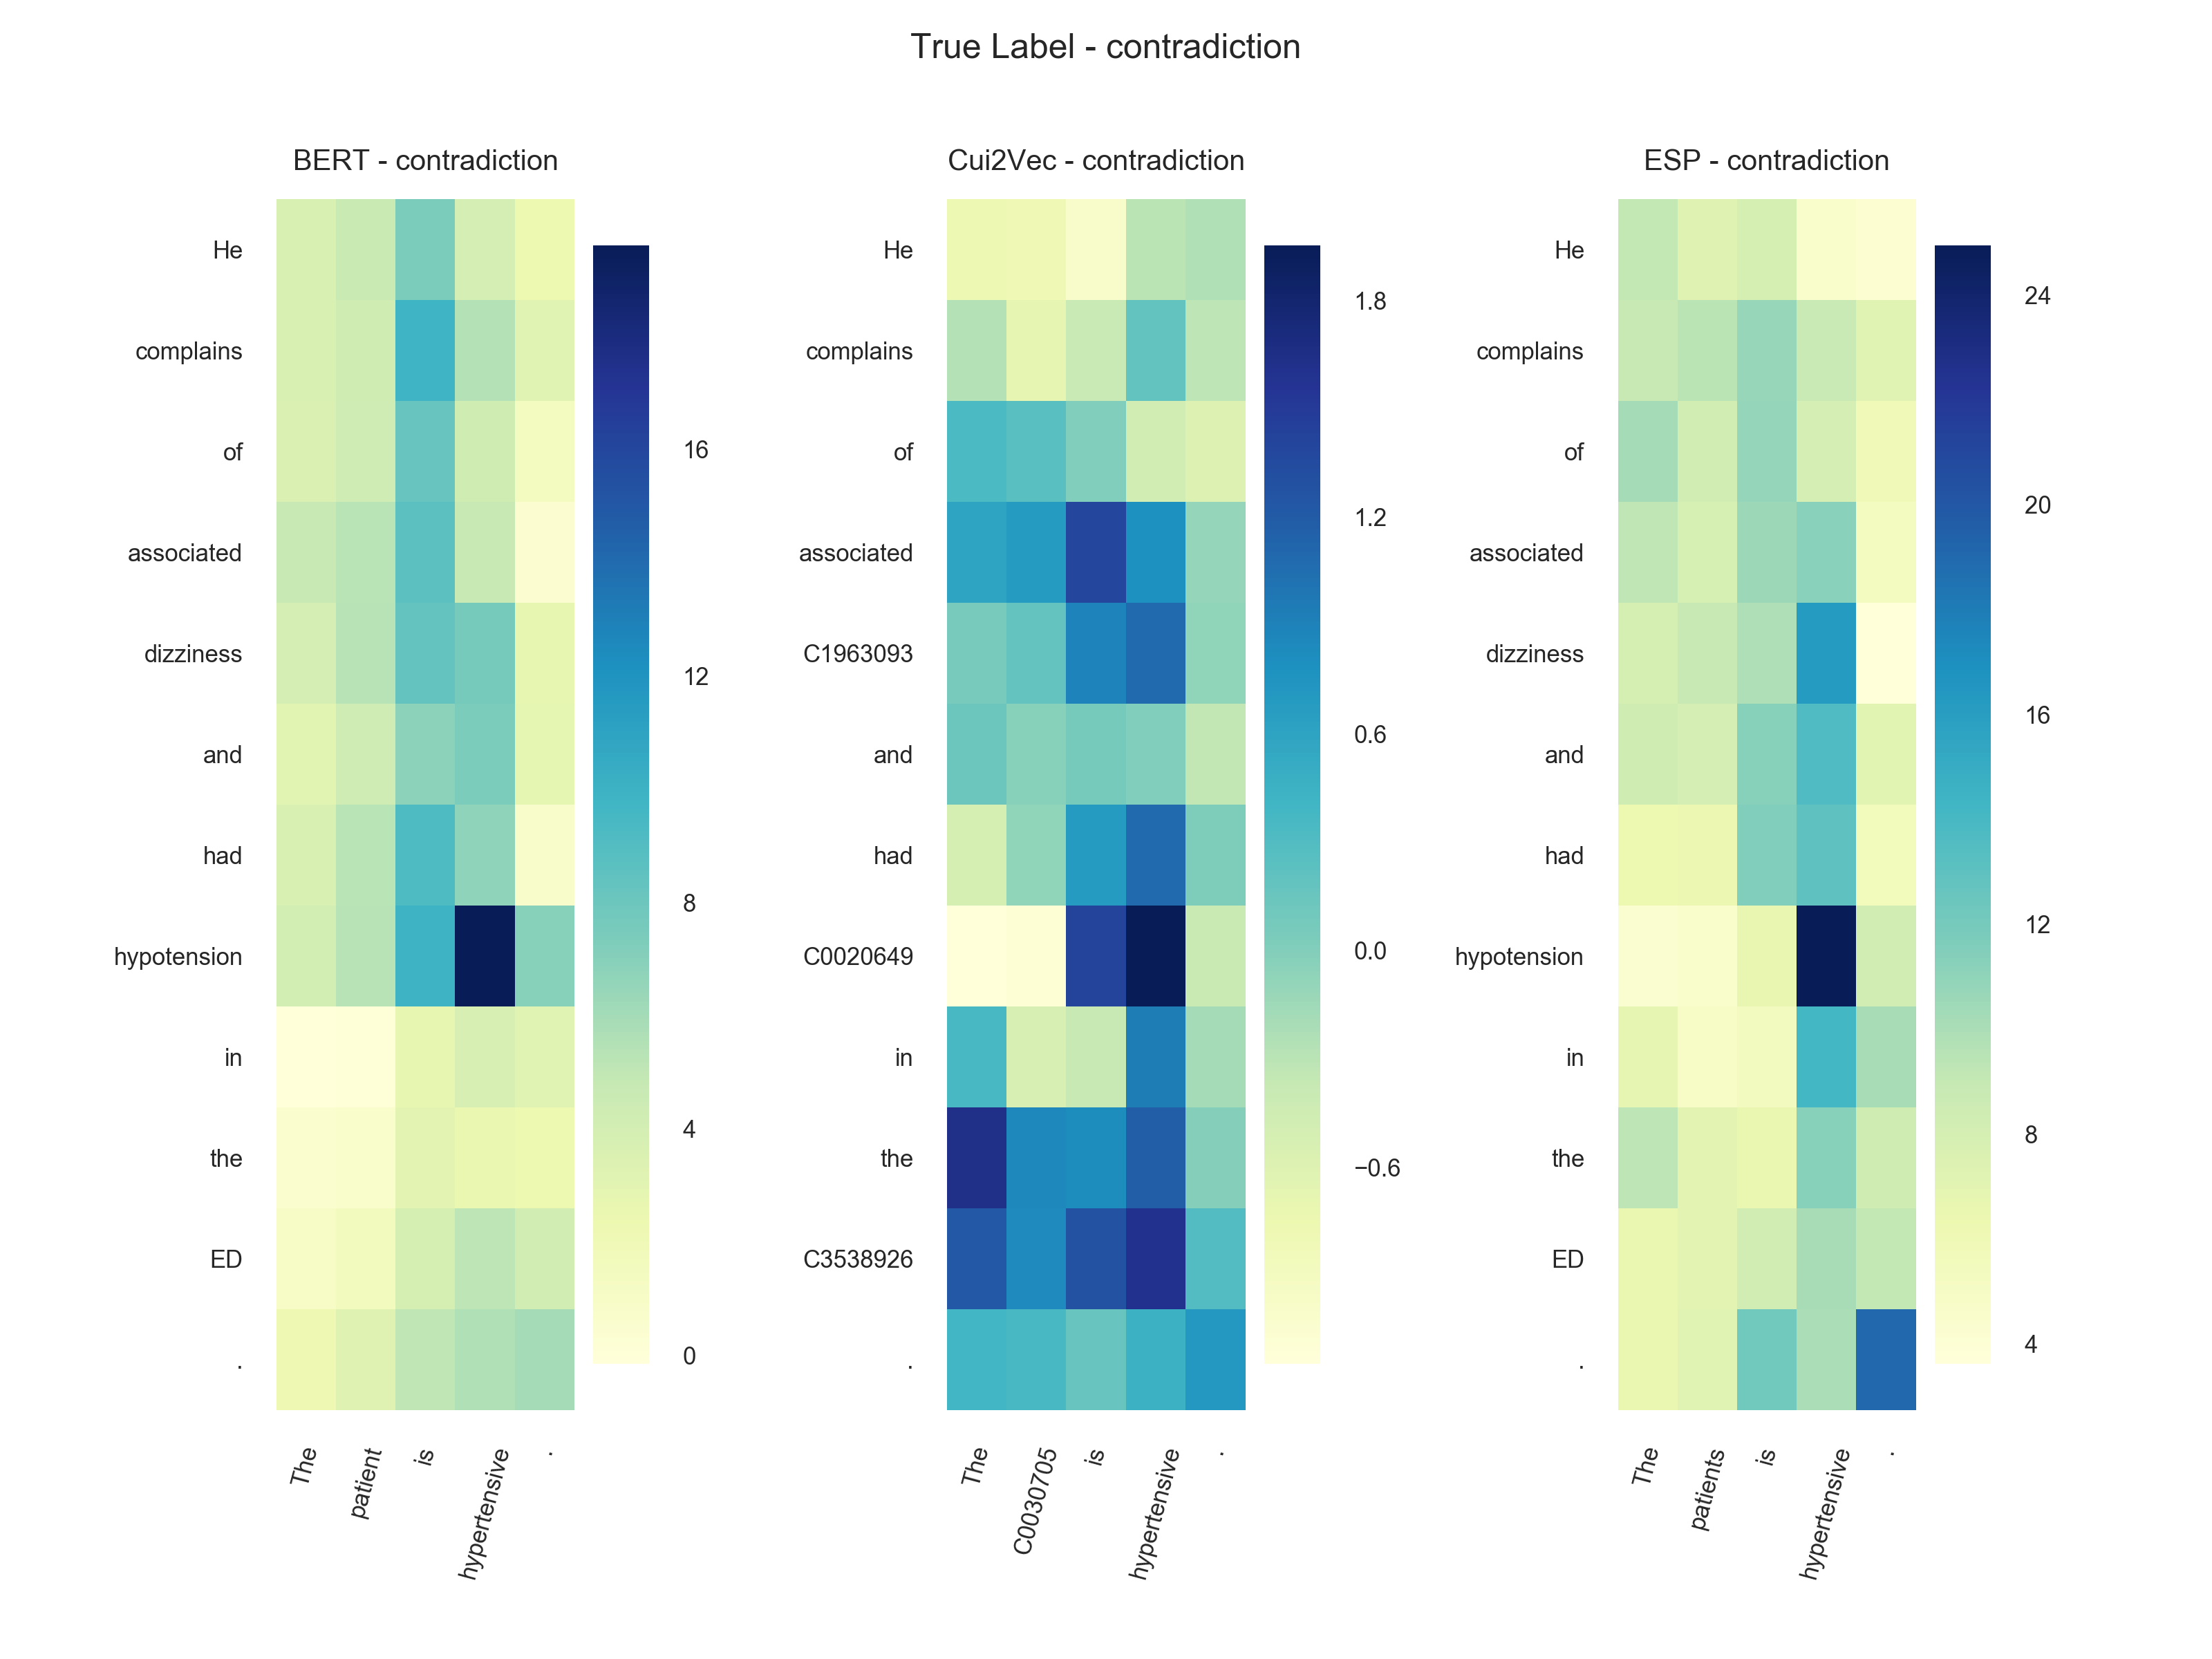 True Label - contradiction
BERT - contradiction
He
complains
of
associated
dizziness
and
had
hypotension
in
the
ED
.
The
patient
is
hypertensive
.
16
12
8
4
0
Cui2Vec - contradiction
He
complains
of
associated
C1963093
and
had
C0020649
in
the
C3538926
.
The
C0030705
is
hypertensive
.
1.8
1.2
0.6
0.0
−0.6
ESP - contradiction
He
complains
of
associated
dizziness
and
had
hypotension
in
the
ED
.
The
patients
is
hypertensive
.
24
20
16
12
8
4